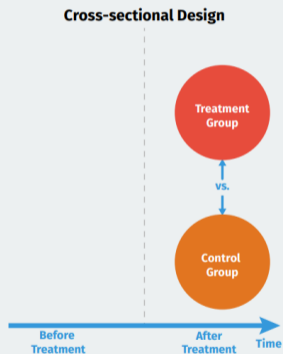 Cross-sectional Design
Treatment
Group
vs.
Control
Group
Before
Treatment
After
Treatment
Time